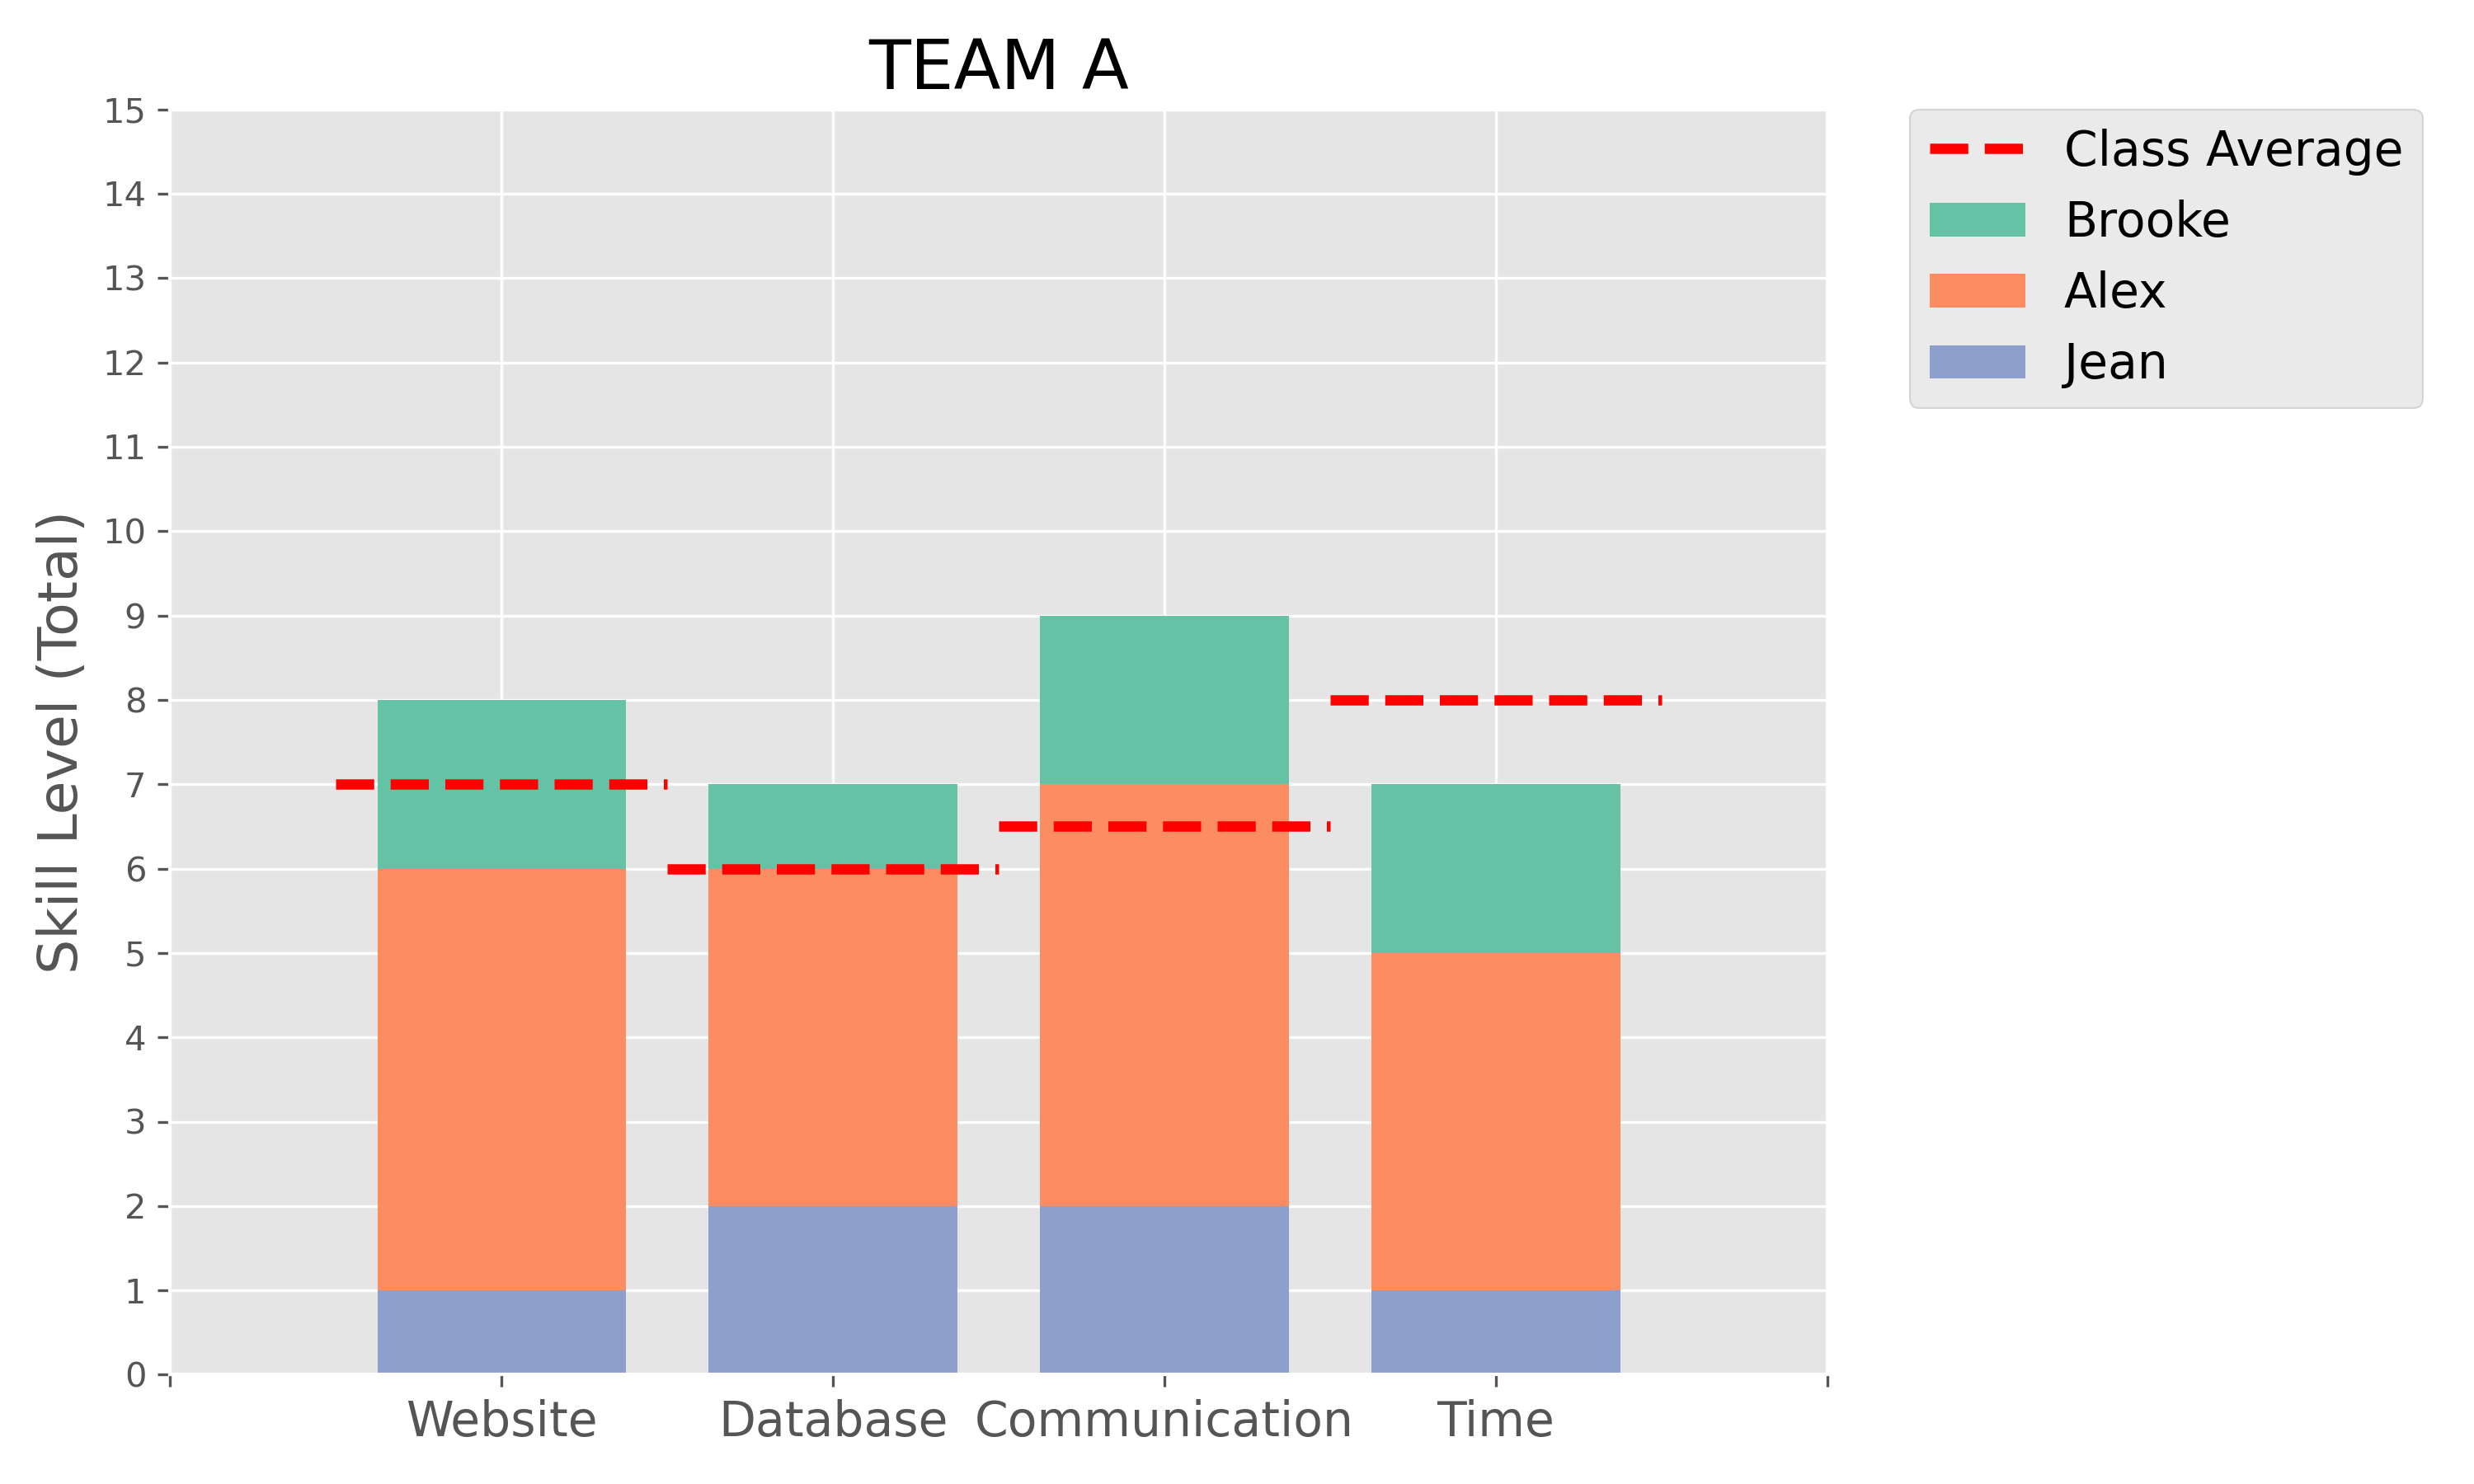 TEAM A
15
14
13
12
11
10
9
8
7
6
5
4
3
2
1
0
Skill Level (Total)
Website Database Communication Time
Class Average
Brooke
Alex
Jean